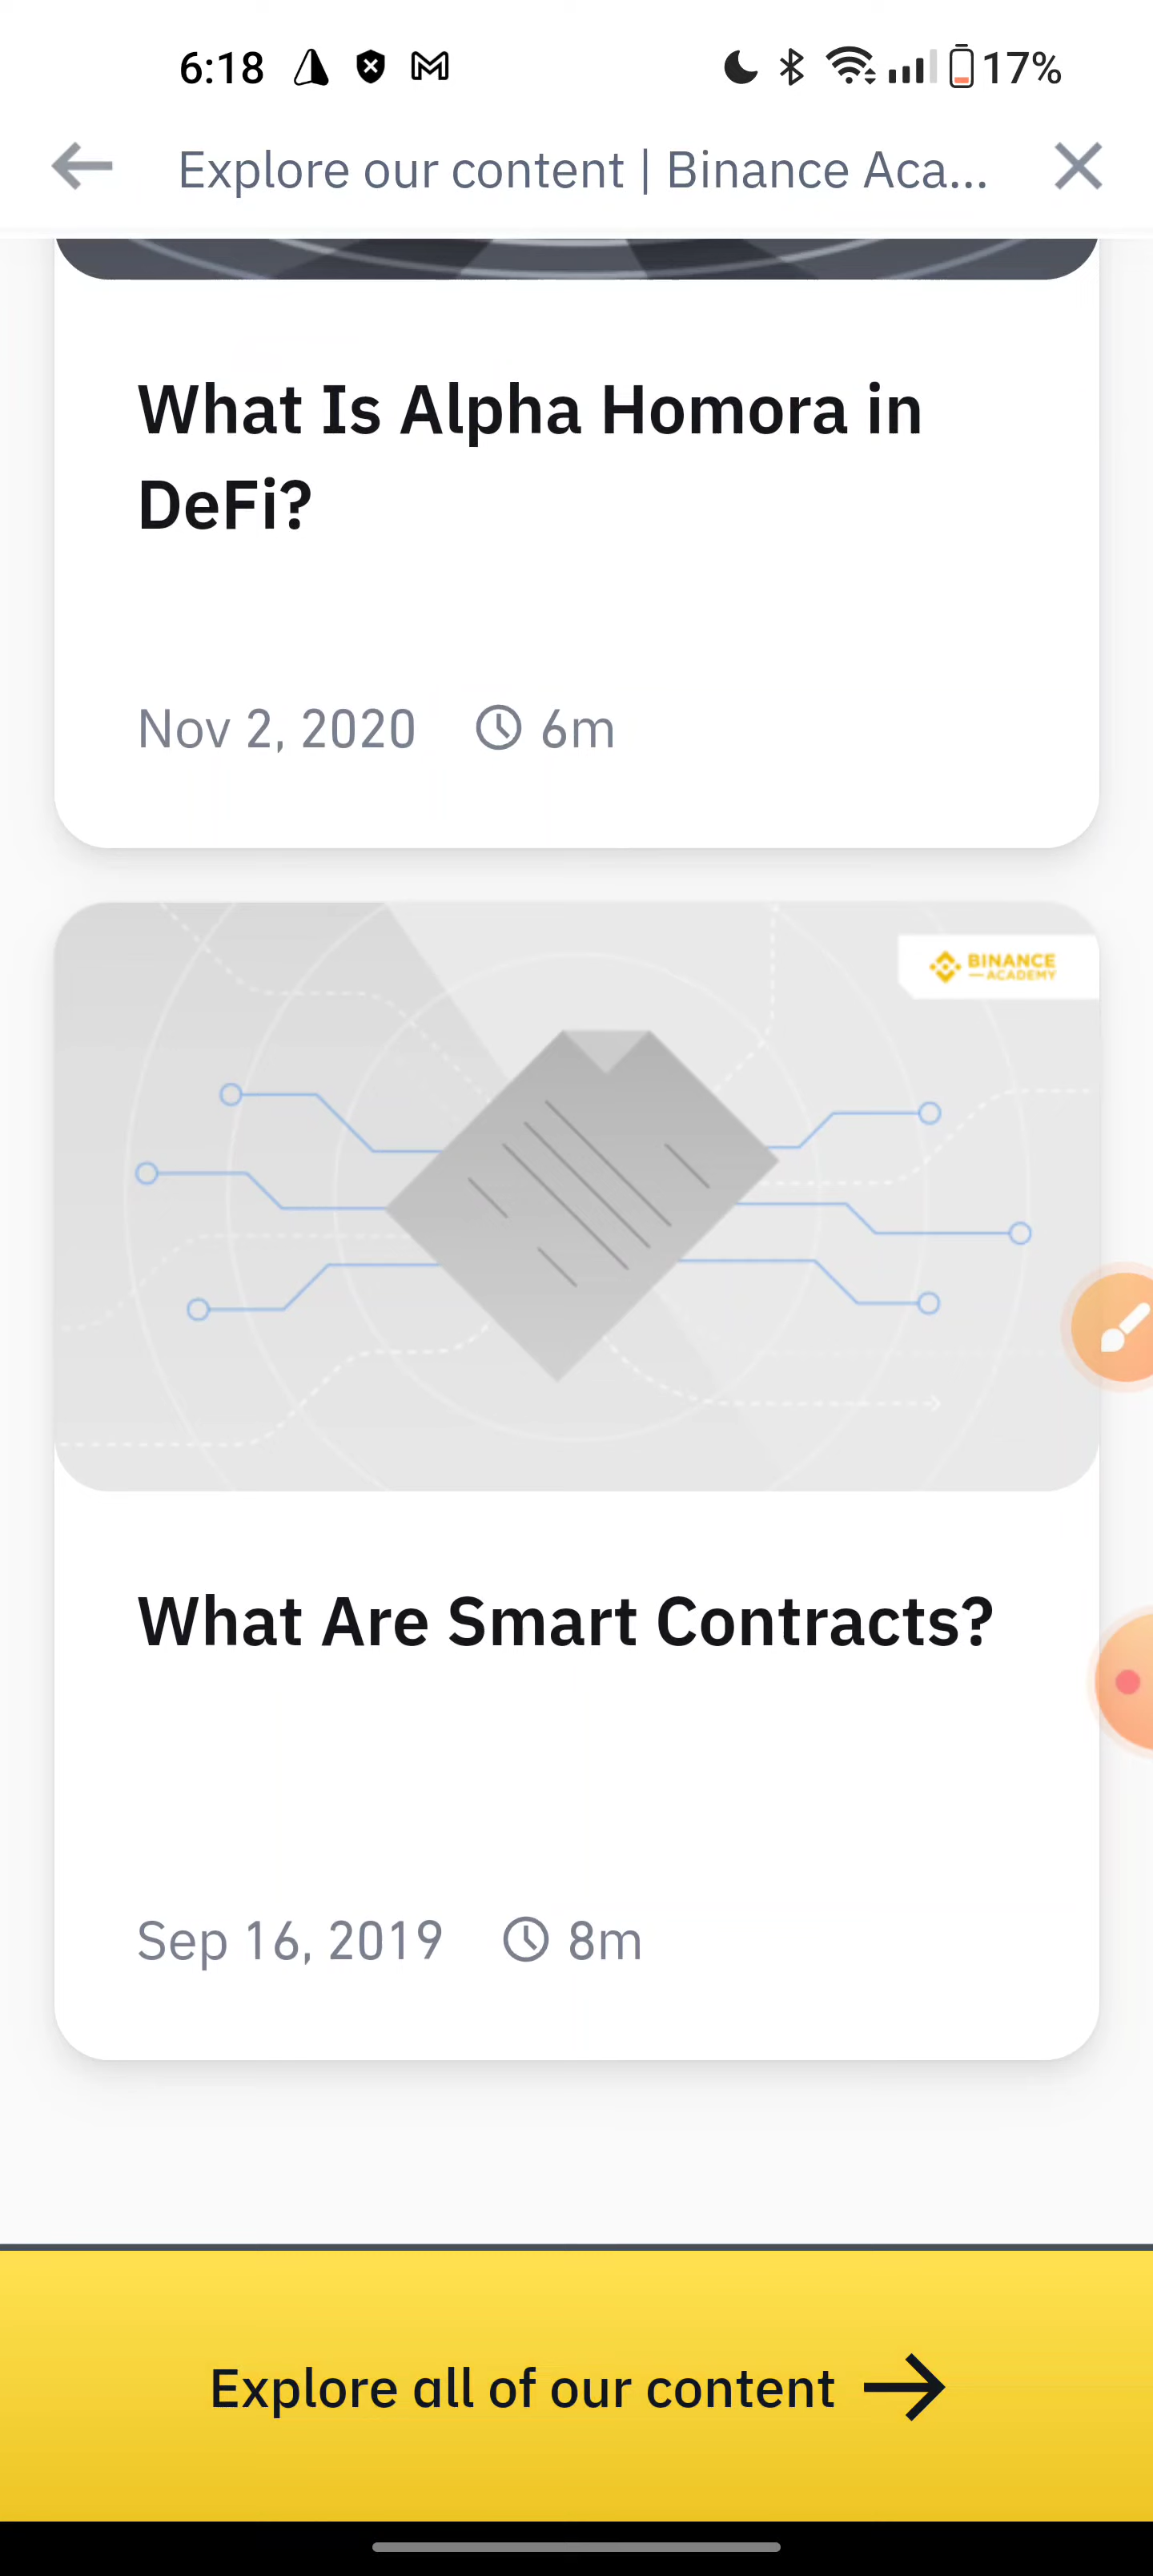 6:18 17%
Explore our content | Binance Aca...
What Is Alpha Homora in
DeFi?
Nov 2, 2020 6m
BINANCE
ACADEMY
What Are Smart Contracts?
Sep 16, 2019 8m
Explore all of our content